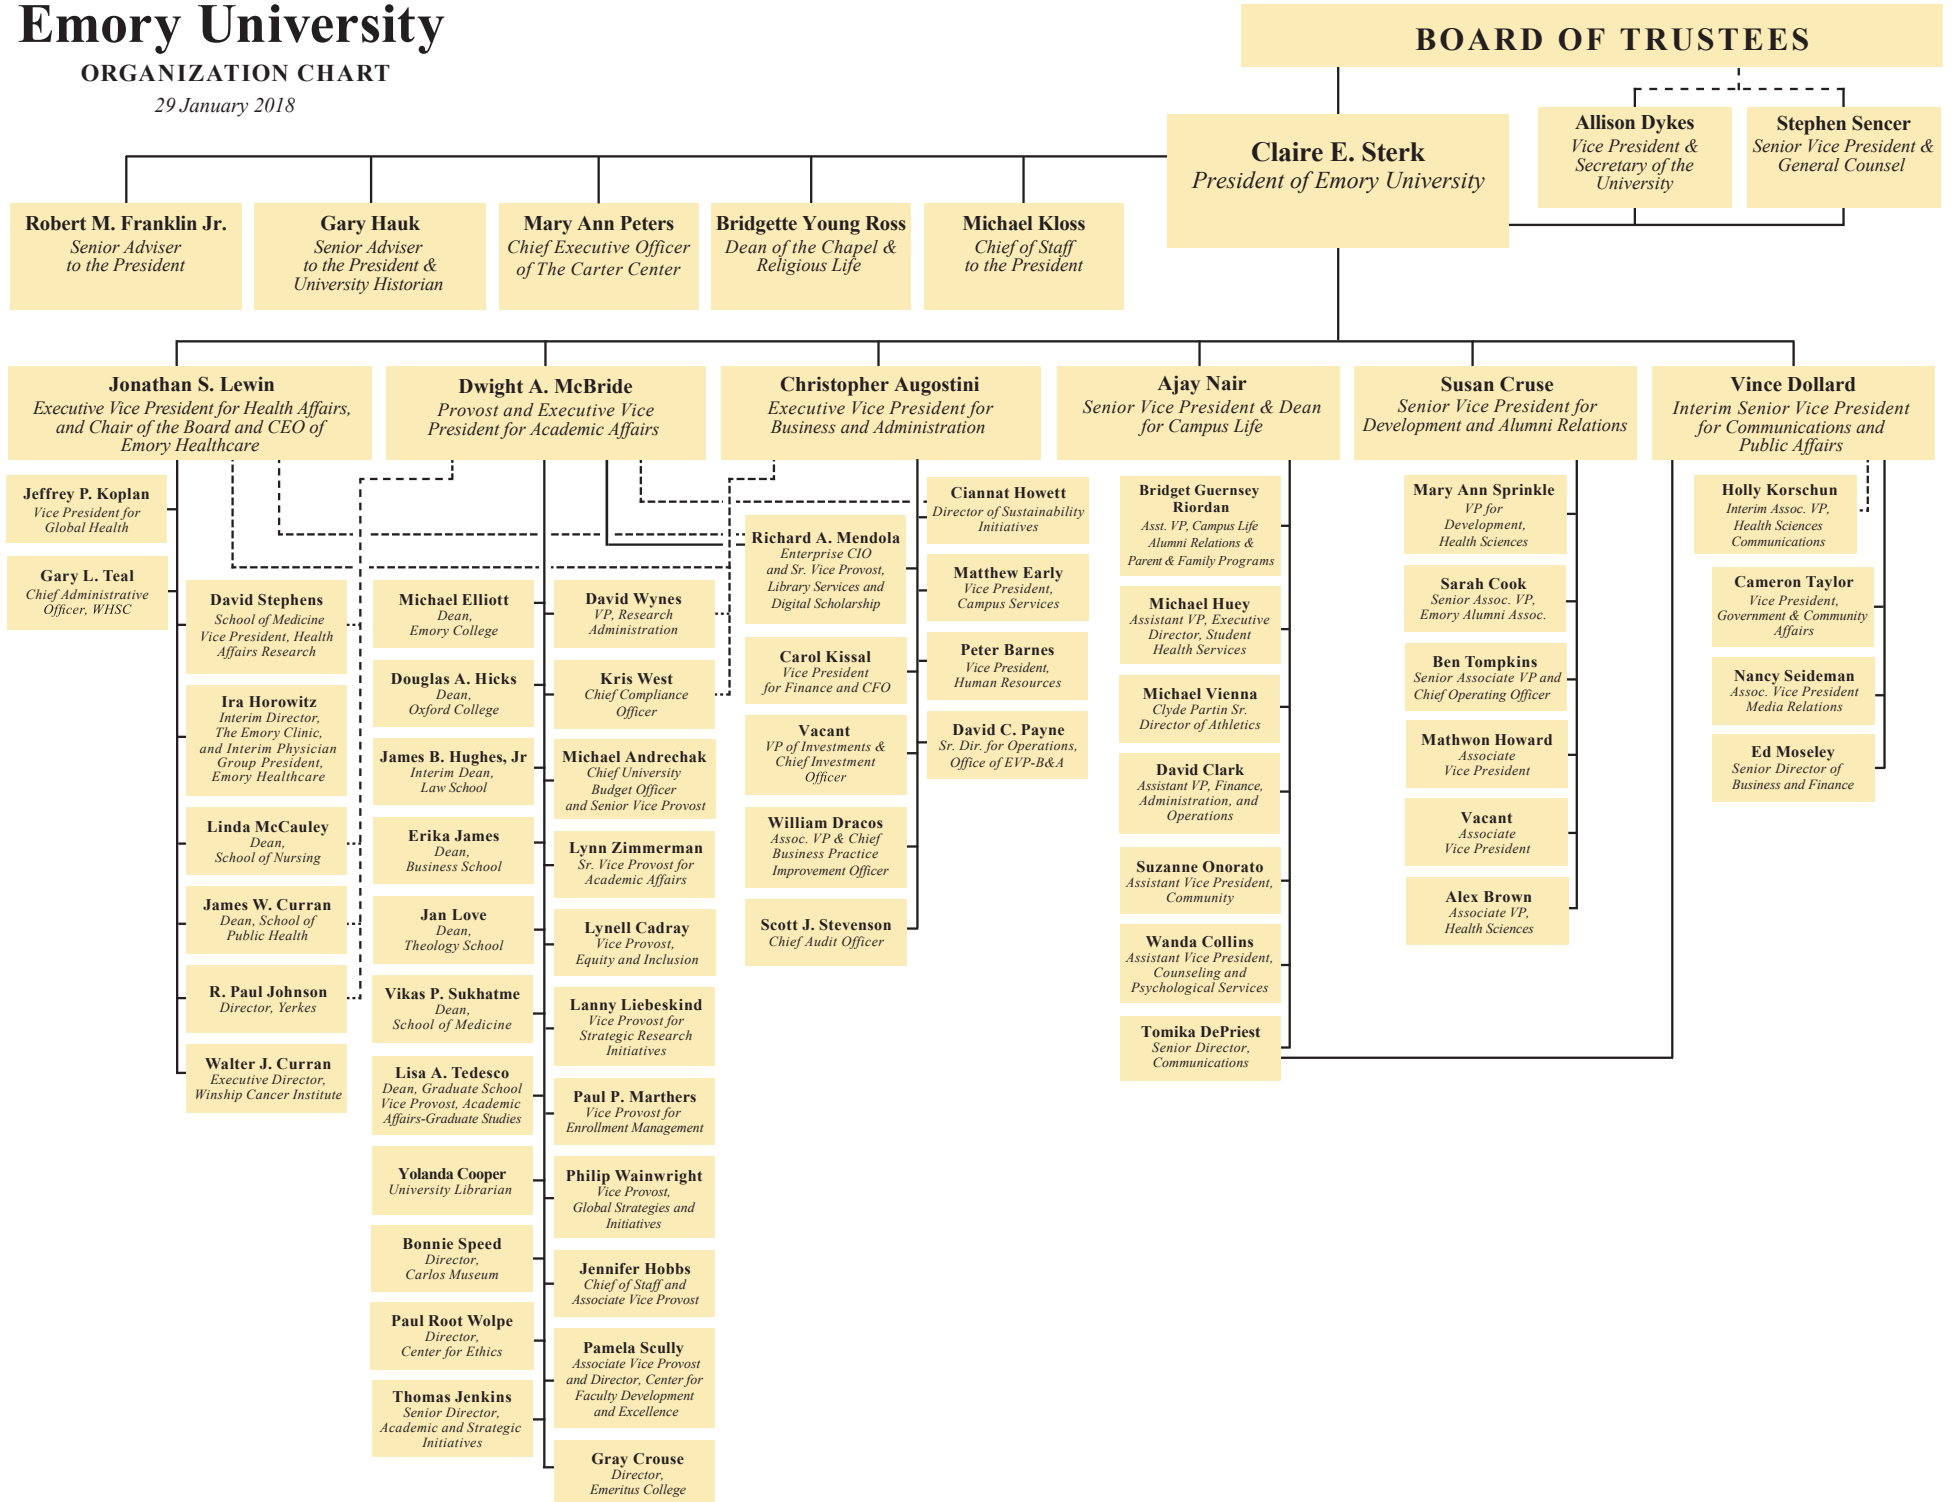 Emory University
ORGANIZATION CHART
29 January 2018
BOARD OF TRUSTEES
Claire E. Sterk
President of Emory University
Allison Dykes
Vice President &
Secretary of the
University
Stephen Sencer
Senior Vice President &
General Counsel
Robert M. Franklin Jr.
Senior Adviser
to the President
Gary Hauk
Senior Adviser
to the President &
University Historian
Mary Ann Peters
Chief Executive Officer
of The Carter Center
Bridgette Young Ross
Dean of the Chapel &
Religious Life
Michael Kloss
Chief of Staff
to the President
Jonathan S. Lewin
Executive Vice President for Health Affairs,
and Chair of the Board and CEO of
Emory Healthcare
Dwight A. McBride
Provost and Executive Vice
President for Academic Affairs
Christopher Augostini
Executive Vice President for
Business and Administration
Ajay Nair
Senior Vice President & Dean
for Campus Life
Susan Cruse
Senior Vice President for
Development and Alumni Relations
Vince Dollard
Interim Senior Vice President
for Communications and
Public Affairs
Jeffrey P. Koplan
Vice President for
Global Health
Gary L. Teal
Chief Administrative
Officer, WHSC
David Stephens
School of Medicine
Vice President, Health
Affairs Research
Ira Horowitz
Interim Director,
The Emory Clinic,
and Interim Physician
Group President,
Emory Healthcare
Linda McCauley
Dean,
School of Nursing
James W. Curran
Dean, School of
Public Health
R. Paul Johnson
Director, Yerkes
Walter J. Curran
Executive Director,
Winship Cancer Institute
Michael Elliott
Dean,
Emory College
Douglas A. Hicks
Dean,
Oxford College
James B. Hughes, Jr
Interim Dean,
Law School
Erika James
Dean,
Business School
Jan Love
Dean,
Theology School
Vikas P. Sukhatme
Dean,
School of Medicine
Lisa A. Tedesco
Dean, Graduate School
Vice Provost, Academic
Affairs-Graduate Studies
Yolanda Cooper
University Librarian
Bonnie Speed
Director,
Carlos Museum
Paul Root Wolpe
Director,
Center for Ethics
Thomas Jenkins
Senior Director,
Academic and Strategic
Initiatives
David Wynes
VP, Research
Administration
Kris West
Chief Compliance
Officer
Michael Andrechak
Chief University
Budget Officer
and Senior Vice Provost
Lynn Zimmerman
Sr. Vice Provost for
Academic Affairs
Lynell Cadray
Vice Provost,
Equity and Inclusion
Lanny Liebeskind
Vice Provost for
Strategic Research
Initiatives
Paul P. Marthers
Vice Provost for
Enrollment Management
Philip Wainwright
Vice Provost,
Global Strategies and
Initiatives
Jennifer Hobbs
Chief of Staff and
Associate Vice Provost
Pamela Scully
Associate Vice Provost
and Director, Center for
Faculty Development
and Excellence
Gray Crouse
Director,
Emeritus College
Richard A. Mendola
Enterprise CIO
and Sr. Vice Provost,
Library Services and
Digital Scholarship
Carol Kissal
Vice President
for Finance and CFO
Vacant
VP of Investments &
Chief Investment
Officer
William Dracos
Assoc. VP & Chief
Business Practice
Improvement Officer
Scott J. Stevenson
Chief Audit Officer
Ciannat Howett
Director of Sustainability
Initiatives
Matthew Early
Vice President,
Campus Services
Peter Barnes
Vice President,
Human Resources
David C. Payne
Sr. Dir. for Operations,
Office of EVP-B&A
Bridget Guernsey
Riordan
Asst. VP, Campus Life
Alumni Relations &
Parent & Family Programs
Michael Huey
Assistant VP, Executive
Director, Student
Health Services
Michael Vienna
Clyde Partin Sr.
Director of Athletics
David Clark
Assistant VP, Finance,
Administration, and
Operations
Suzanne Onorato
Assistant Vice President,
Community
Wanda Collins
Assistant Vice President,
Counseling and
Psychological Services
Tomika DePriest
Senior Director,
Communications
Mary Ann Sprinkle
VP for
Development,
Health Sciences
Sarah Cook
Senior Assoc. VP,
Emory Alumni Assoc.
Ben Tompkins
Senior Associate VP and
Chief Operating Officer
Mathwon Howard
Associate
Vice President
Vacant
Associate
Vice President
Alex Brown
Associate VP,
Health Sciences
Holly Korschun
Interim Assoc. VP,
Health Sciences
Communications
Cameron Taylor
Vice President,
Government & Community
Affairs
Nancy Seideman
Assoc. Vice President
Media Relations
Ed Moseley
Senior Director of
Business and Finance